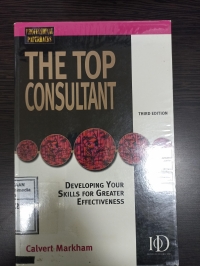 THE TOP
CONSULTANT
THIRD EDITION
DEVELOPING YOUR
SKILLS FOR GREATER
EFFECTIVENESS
Calvert Markham
IOD